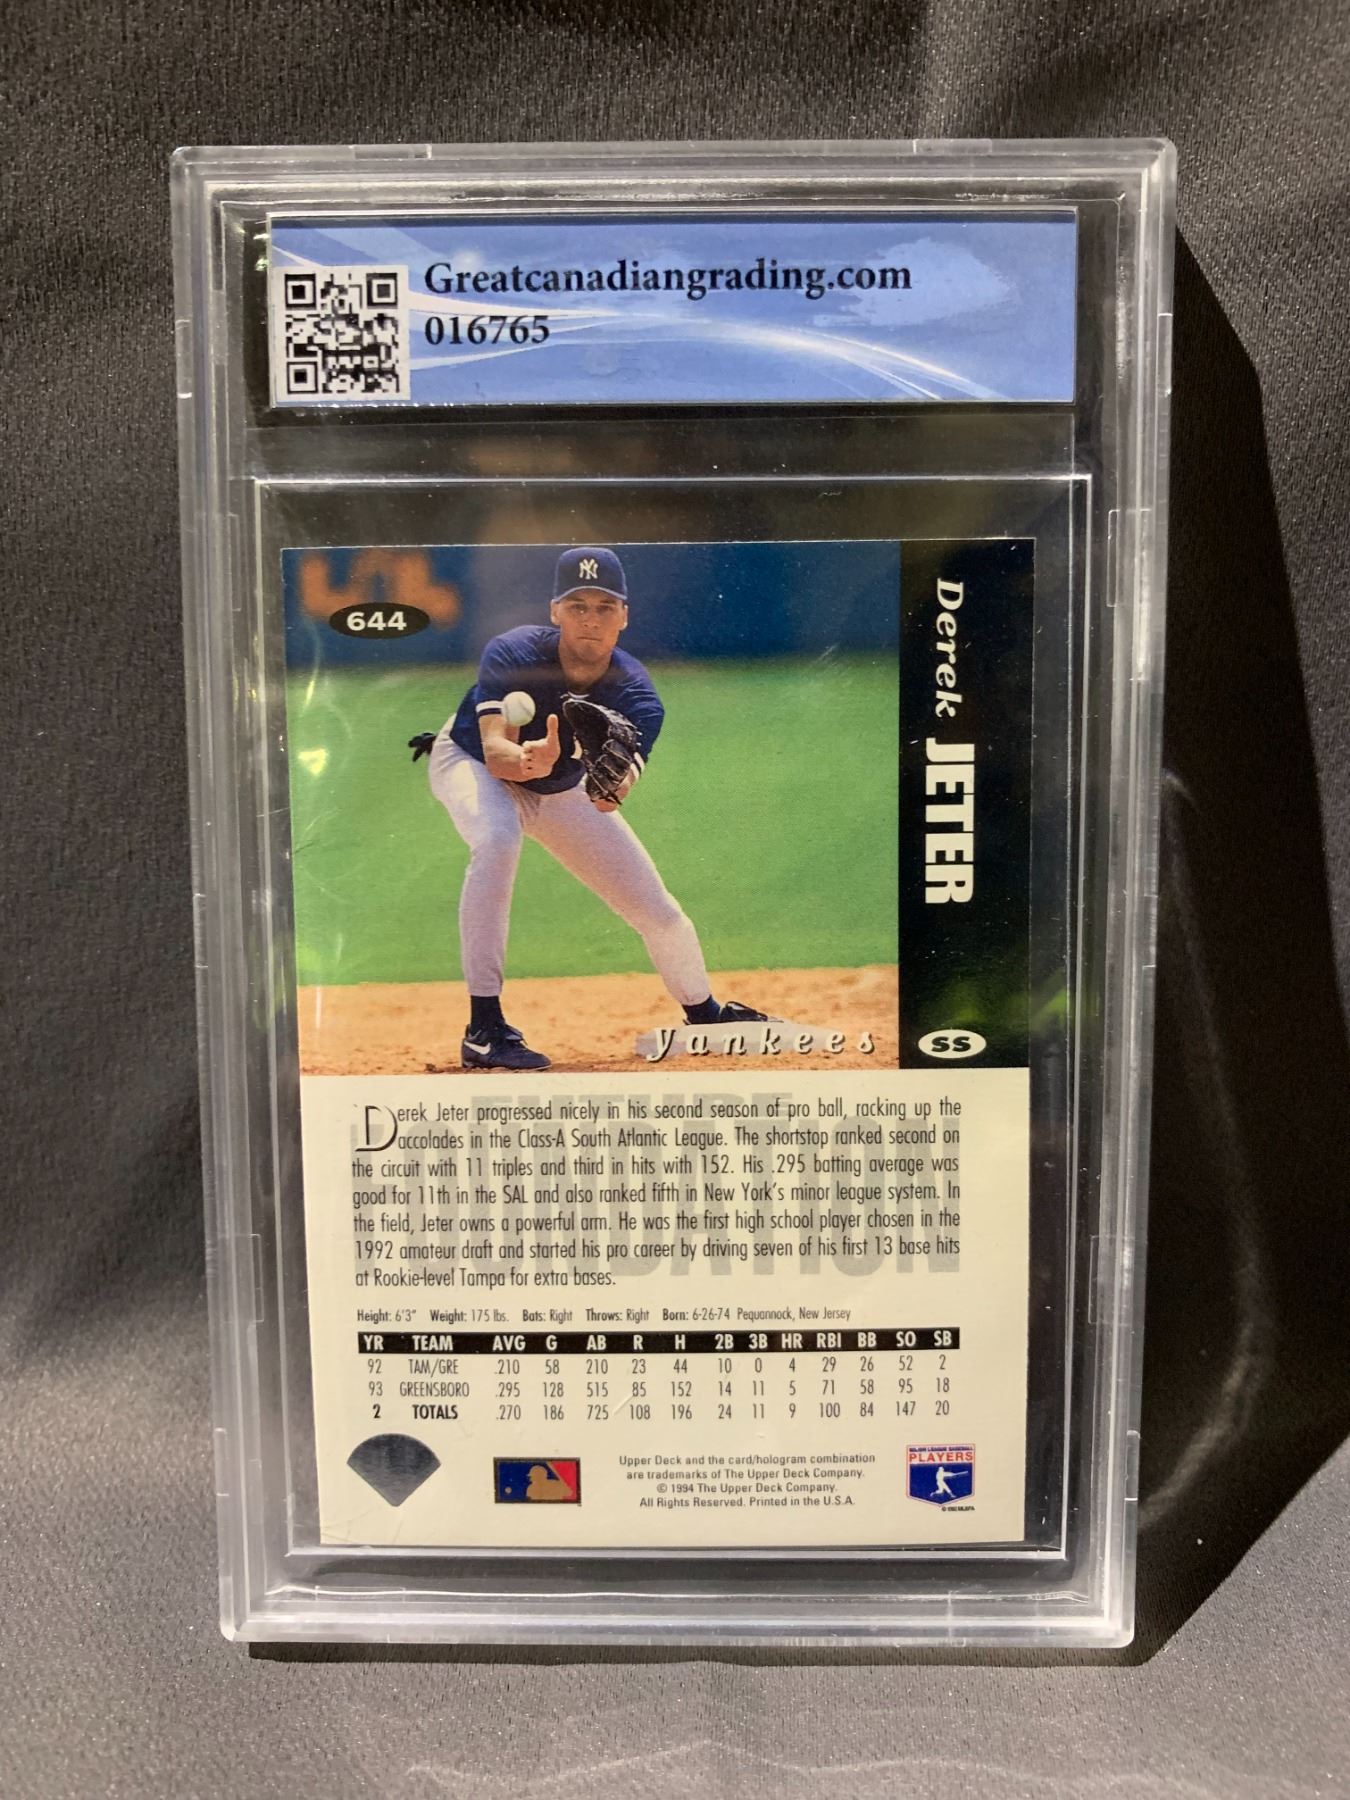 Greatcanadiangrading.com
016765
644
NY
Derek JETER
SS
Yankees
FUTURE
FOUNDATION
FOUNDATION
Derek Jeter progressed nicely in his second season of pro ball, racking up the
accolades in the Class-A South Atlantic League. The shortstop ranked second on
the circuit with 11 triples and third in hits with 152. His .295 batting average was
good for 11th in the SAL and also ranked fifth in New York's minor league system. In
the field, Jeter owns a powerful arm. He was the first high school player chosen in the
1992 amateur draft and started his pro career by driving seven of his first 13 base hits
at Rookie-level Tampa for extra bases.
Height: 6'3" Weight: 175 lbs. Bats: Right Throws: Right Born: 6-26-74 Pequannock, New Jersey
YR TEAM AVG G AB R H 2B 3B HR RBI BB SO SB
92 TAM/GRE .210 58 210 23 44 10 0 4 29 26 52 2
93 GREENSBORO .295 128 515 85 152 14 11 5 71 58 95 18
2 TOTALS .270 186 725 108 196 24 11 9 100 84 147 20
Upper Deck and the card/hologram combination
are trademarks of The Upper Deck Company.
© 1994 The Upper Deck Company.
All Rights Reserved. Printed in the U.S.A.
MAJOR LEAGUE BASEBALL
PLAYERS